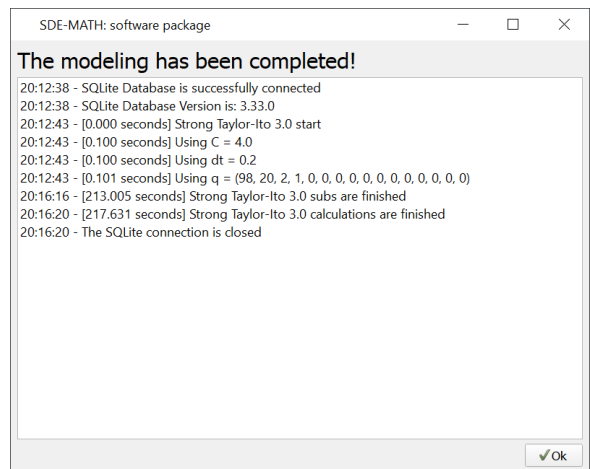 SDE-MATH: software package
The modeling has been completed!
20:12:38 - SQLite Database is successfully connected
20:12:38 - SQLite Database Version is: 3.33.0
20:12:43 - [0.000 seconds] Strong Taylor-Ito 3.0 start
20:12:43 - [0.100 seconds] Using C = 4.0
20:12:43 - [0.100 seconds] Using dt = 0.2
20:12:43 - [0.101 seconds] Using q = (98, 20, 2, 1, 0, 0, 0, 0, 0, 0, 0, 0, 0, 0, 0)
20:16:16 - [213.005 seconds] Strong Taylor-Ito 3.0 subs are finished
20:16:20 - [217.631 seconds] Strong Taylor-Ito 3.0 calculations are finished
20:16:20 - The SQLite connection is closed
Ok